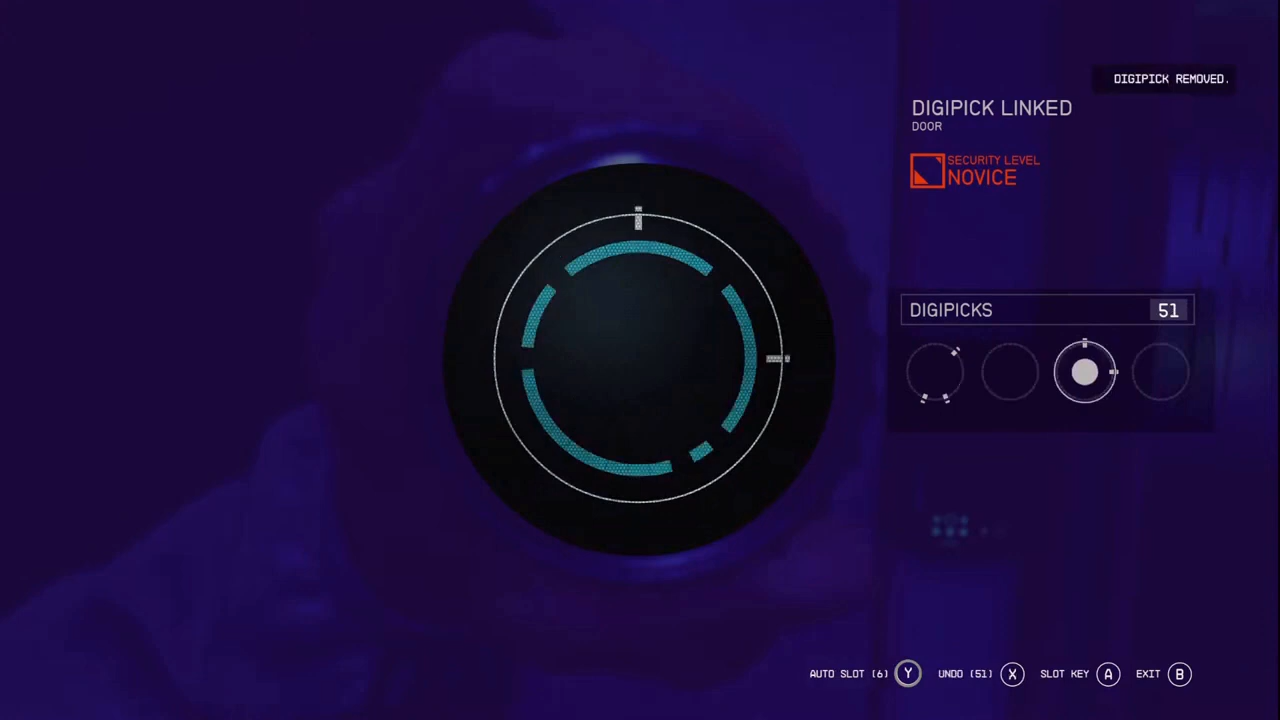 DIGIPICK REMOVED.
DIGIPICK LINKED
DOOR
SECURITY LEVEL
NOVICE
DIGIPICKS 51
AUTO SLOT (6) Y UNDO (51) X SLOT KEY A EXIT B